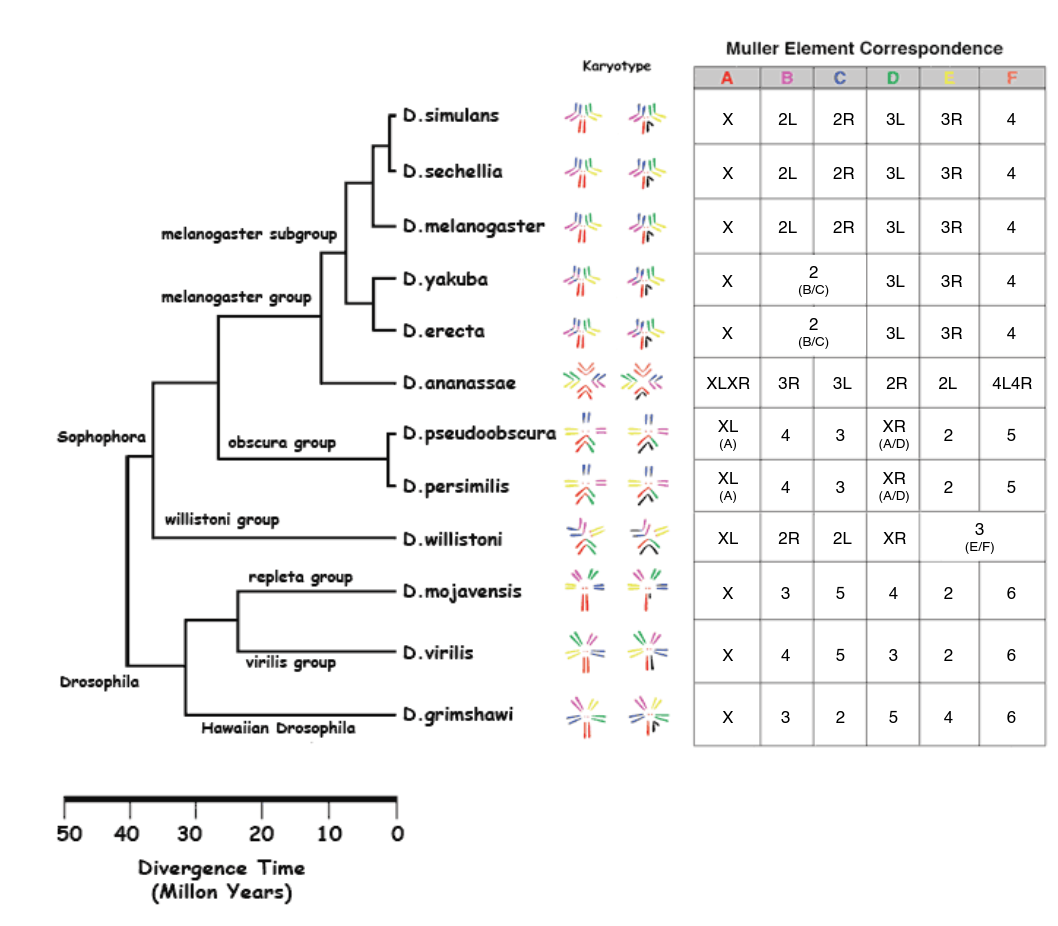 Muller Element Correspondence
Karyotype
A B C D E F
D.simulans X 2L 2R 3L 3R 4
D.sechellia X 2L 2R 3L 3R 4
D.melanogaster X 2L 2R 3L 3R 4
melanogaster subgroup
D.yakuba X 2 (B/C) 3L 3R 4
melanogaster group
D.erecta X 2 (B/C) 3L 3R 4
D.ananassae XLXR 3R 3L 2R 2L 4L4R
D.pseudoobscura XL (A) 4 3 XR (A/D) 2 5
Sophophora
obscura group
D.persimilis XL (A) 4 3 XR (A/D) 2 5
willistoni group
D.willistoni XL 2R 2L XR 3 (E/F)
repleta group
D.mojavensis X 3 5 4 2 6
D.virilis X 4 5 3 2 6
virilis group
Drosophila
D.grimshawi X 3 2 5 4 6
Hawaiian Drosophila
50 40 30 20 10 0
Divergence Time
(Millon Years)